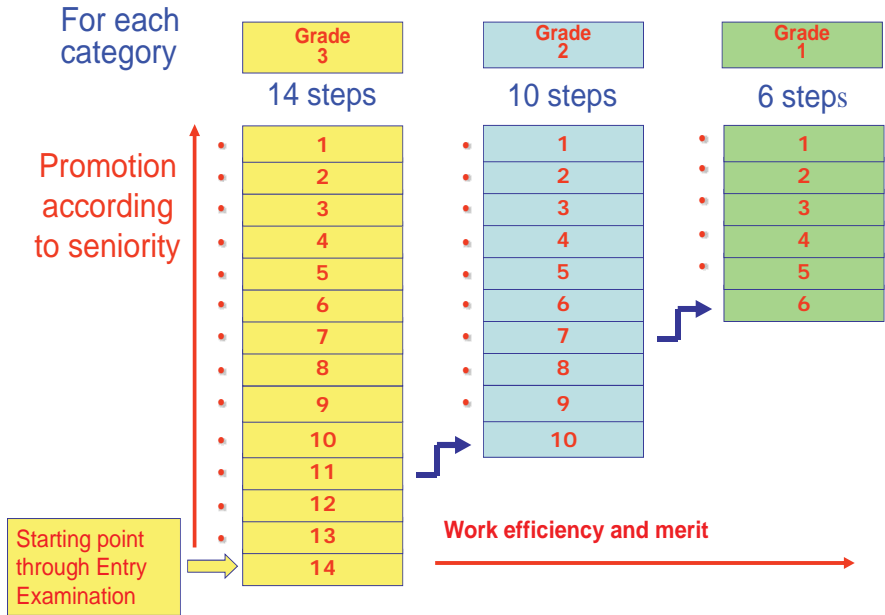 For each
category
Grade
3
Grade
2
Grade
1
14 steps
10 steps
6 steps
Promotion
according
to seniority
1
2
3
4
5
6
7
8
9
10
11
12
13
14
1
2
3
4
5
6
7
8
9
10
1
2
3
4
5
6
Starting point
through Entry
Examination
Work efficiency and merit